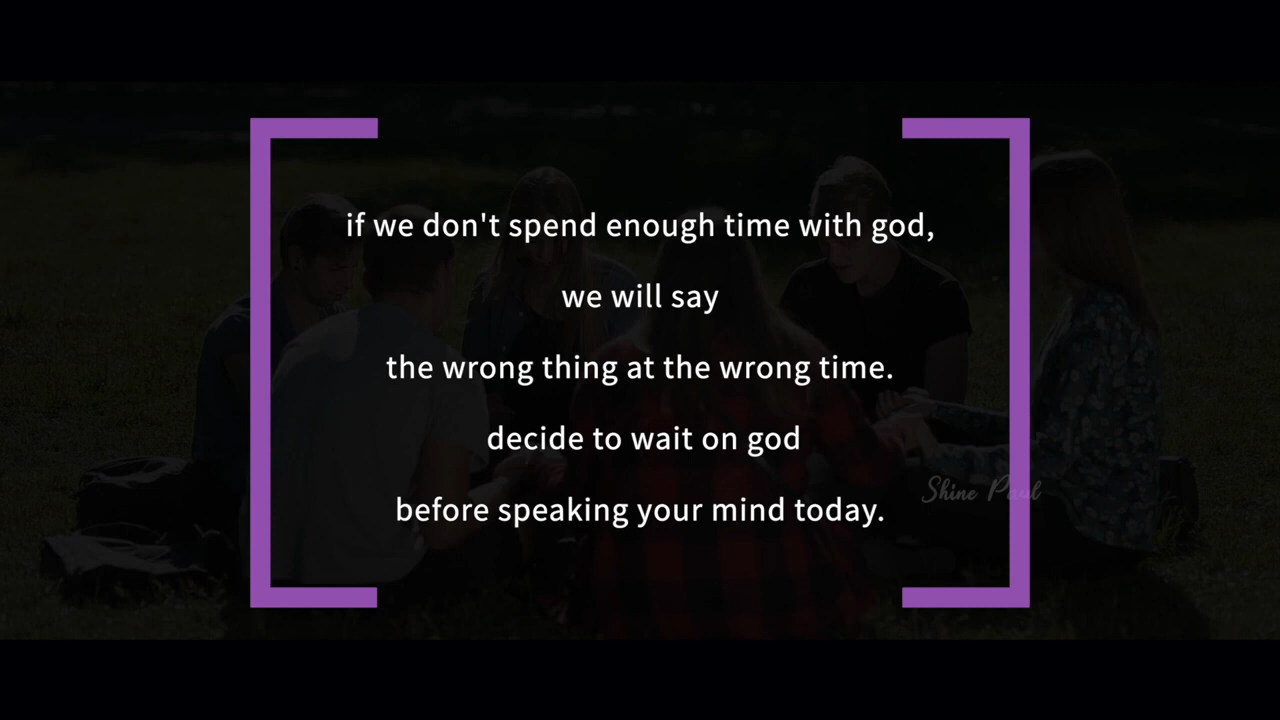 if we don't spend enough time with god,
we will say
the wrong thing at the wrong time.
decide to wait on god
Shine Paul
before speaking your mind today.